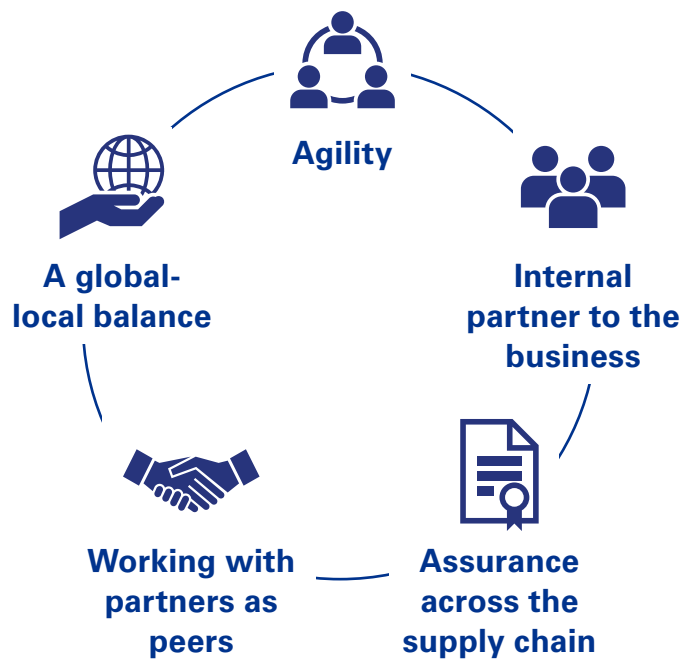 Agility
A global-
local balance
Internal
partner to the
business
Working with
partners as
peers
Assurance
across the
supply chain